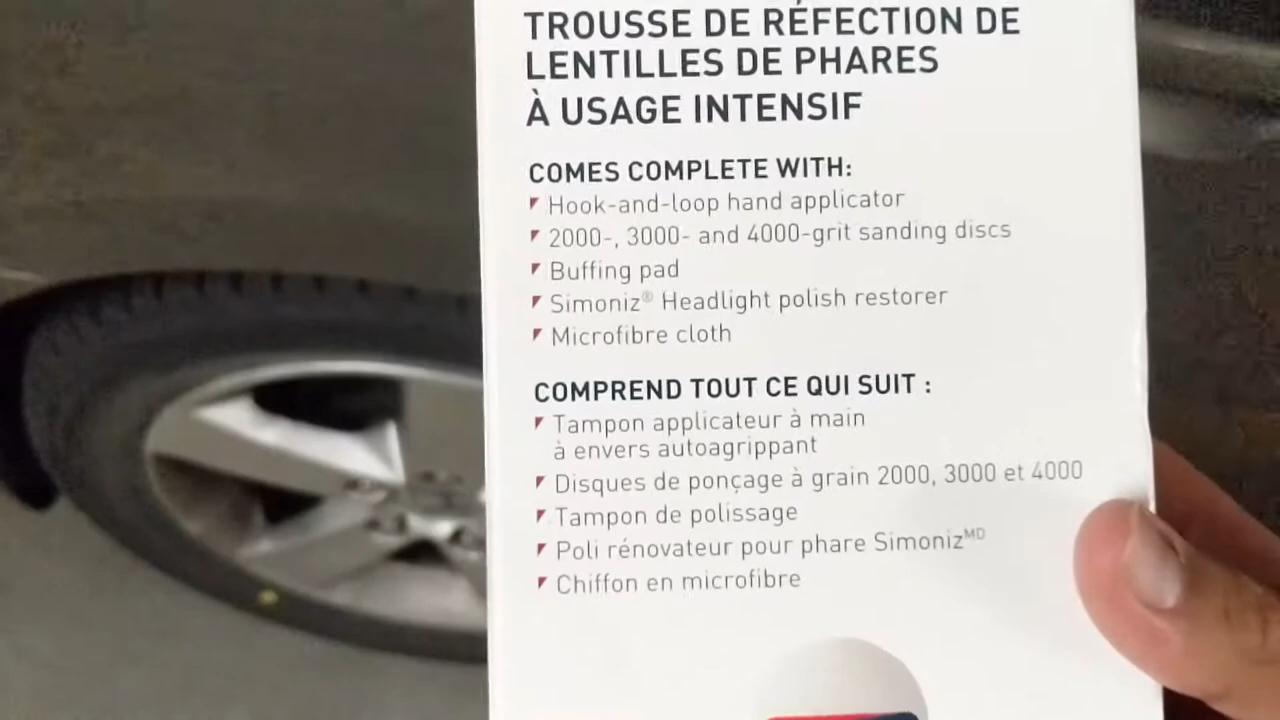 TROUSSE DE RÉFECTION DE
LENTILLES DE PHARES
À USAGE INTENSIF
COMES COMPLETE WITH:
Hook-and-loop hand applicator
2000-, 3000- and 4000-grit sanding discs
Buffing pad
Simoniz® Headlight polish restorer
Microfibre cloth
COMPREND TOUT CE QUI SUIT :
Tampon applicateur à main
à envers autoagrippant
Disques de ponçage à grain 2000, 3000 et 4000
Tampon de polissage
Poli rénovateur pour phare Simoniz MD
Chiffon en microfibre